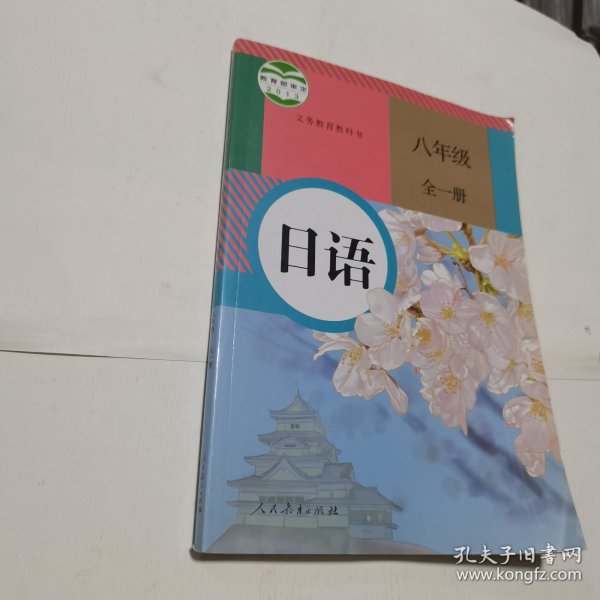 教育部审定
2013
义务教育教科书
八年级
全一册
日语
人民教育出版社
孔夫子旧书网
www.kongfz.com